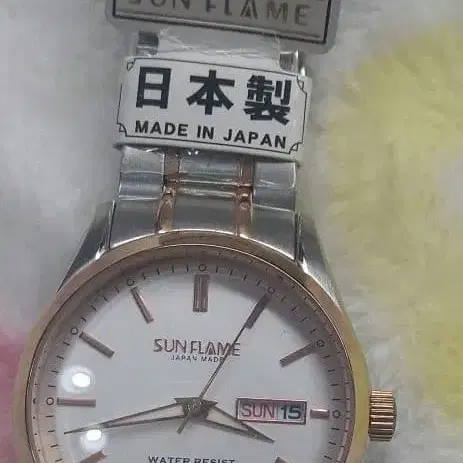 SUN FLAME
日本製
MADE IN JAPAN
SUN FLAME
JAPAN MADE
SUN 15
WATER RESIST